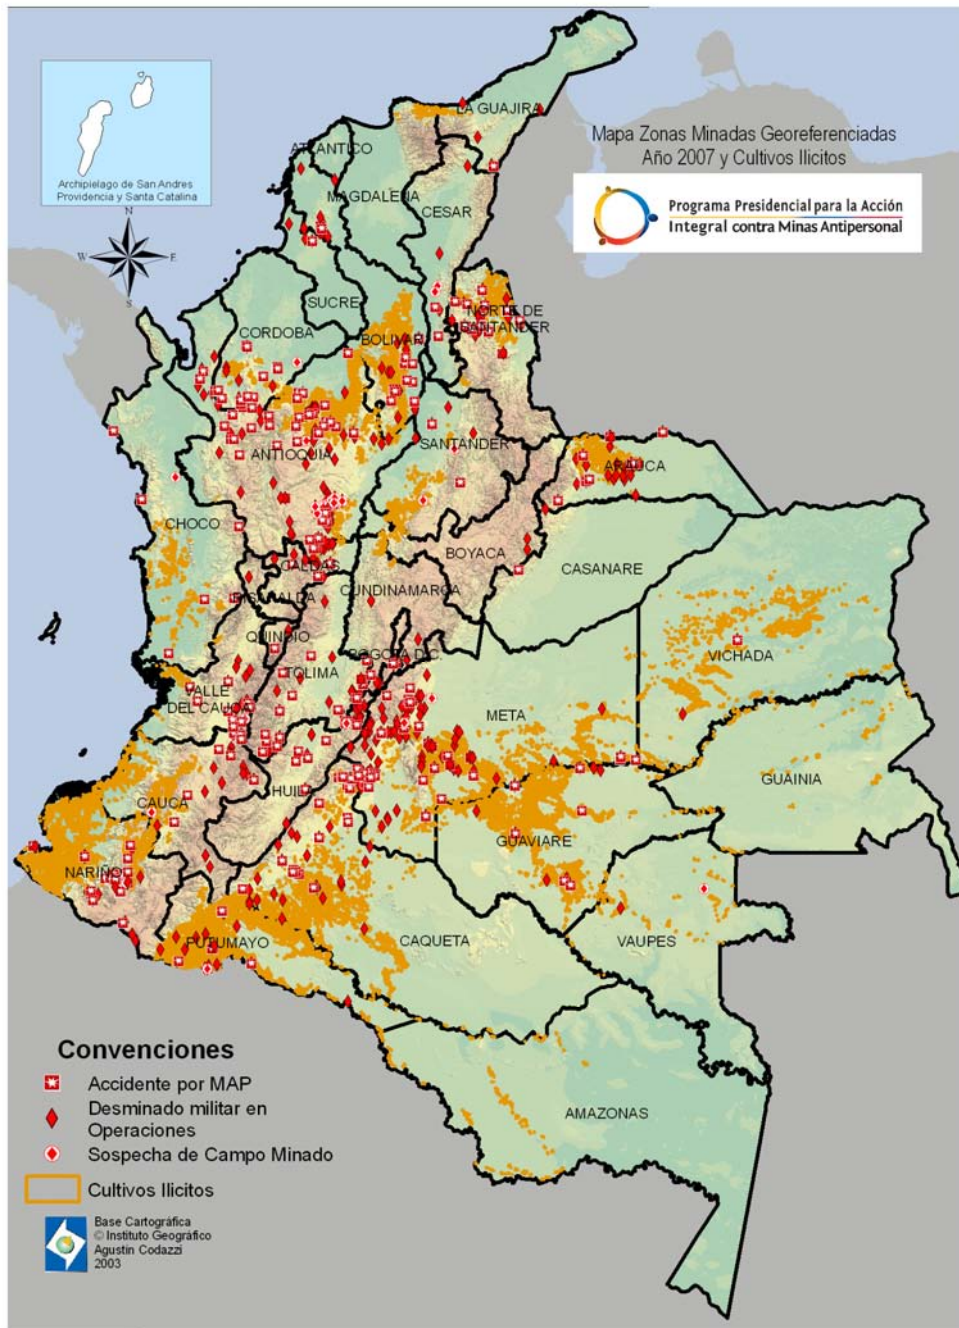 Archipielago de San Andres
Providencia y Santa Catalina
N
W
E
S
Mapa Zonas Minadas Georeferenciadas
Año 2007 y Cultivos Ilicitos
Programa Presidencial para la Acción
Integral contra Minas Antipersonal
LA GUAJIRA
ATLANTICO
MAGDALENA
CESAR
SUCRE
NORTE DE
SANTANDER
CORDOBA
BOLIVAR
ANTIOQUIA
SANTANDER
ARAUCA
CHOCO
BOYACA
CASANARE
CALDAS
RISARALDA
CUNDINAMARCA
QUINDIO
BOGOTA D.C.
VICHADA
TOLIMA
VALLE
DEL CAUCA
META
GUAINIA
HUILA
CAUCA
GUAVIARE
NARIÑO
PUTUMAYO
CAQUETA
VAUPES
AMAZONAS
Convenciones
Accidente por MAP
Desminado militar en
Operaciones
Sospecha de Campo Minado
Cultivos Ilicitos
Base Cartográfica
© Instituto Geográfico
Agustin Codazzi
2003